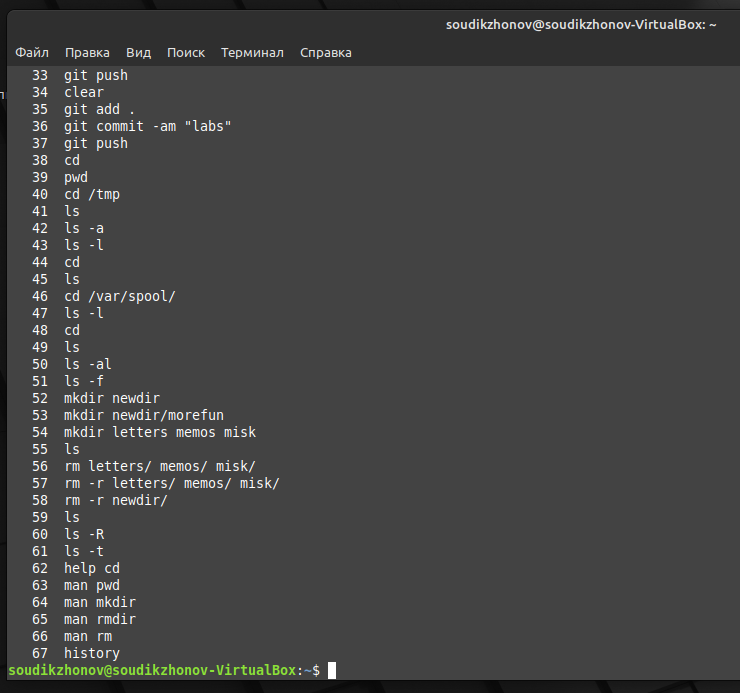 soudikzhonov@soudikzhonov-VirtualBox: ~
Файл Правка Вид Поиск Терминал Справка
33 git push
34 clear
35 git add .
36 git commit -am "labs"
37 git push
38 cd
39 pwd
40 cd /tmp
41 ls
42 ls -a
43 ls -l
44 cd
45 ls
46 cd /var/spool/
47 ls -l
48 cd
49 ls
50 ls -al
51 ls -f
52 mkdir newdir
53 mkdir newdir/morefun
54 mkdir letters memos misk
55 ls
56 rm letters/ memos/ misk/
57 rm -r letters/ memos/ misk/
58 rm -r newdir/
59 ls
60 ls -R
61 ls -t
62 help cd
63 man pwd
64 man mkdir
65 man rmdir
66 man rm
67 history
soudikzhonov@soudikzhonov-VirtualBox:~$